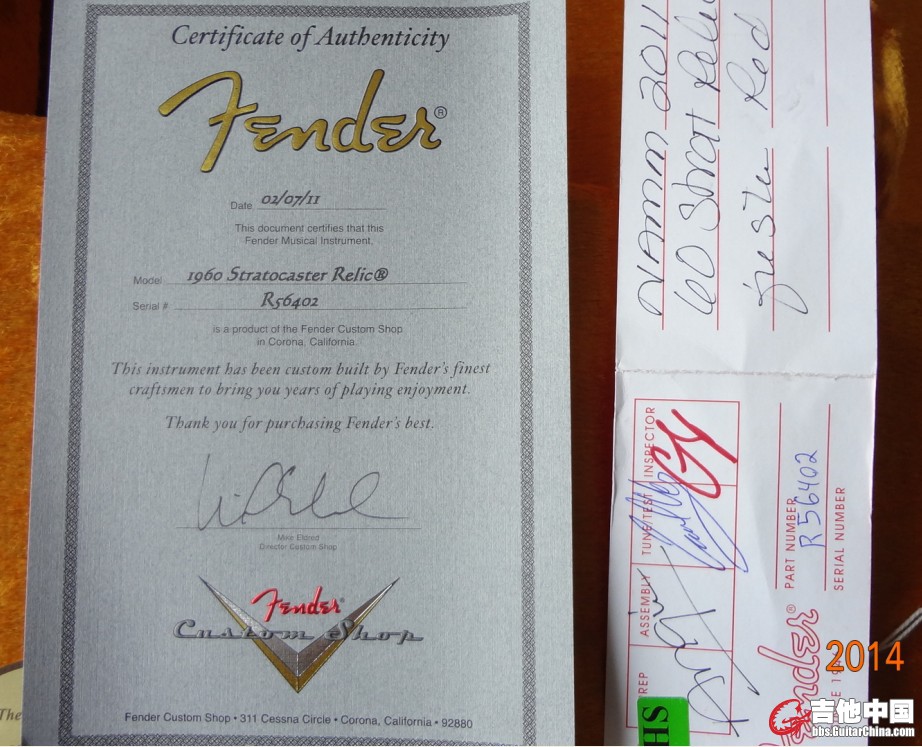 Certificate of Authenticity
Fender®
Date 02/07/11
This document certifies that this
Fender Musical Instrument,
Model 1960 Stratocaster Relic®
Serial # R56402
is a product of the Fender Custom Shop
in Corona, California.
This instrument has been custom built by Fender's finest
craftsmen to bring you years of playing enjoyment.
Thank you for purchasing Fender's best.
Mike Eldred
Director Custom Shop
Fender®
Custom Shop
Fender Custom Shop • 311 Cessna Circle • Corona, California • 92880
The
NAMM 2011
60 Strat Relic
Red
REP
ASSEMBLY
TUNE/TEST
INSPECTOR
PART NUMBER
R56402
SERIAL NUMBER
Fender®
HS
2014
吉他中国
bbs.GuitarChina.com